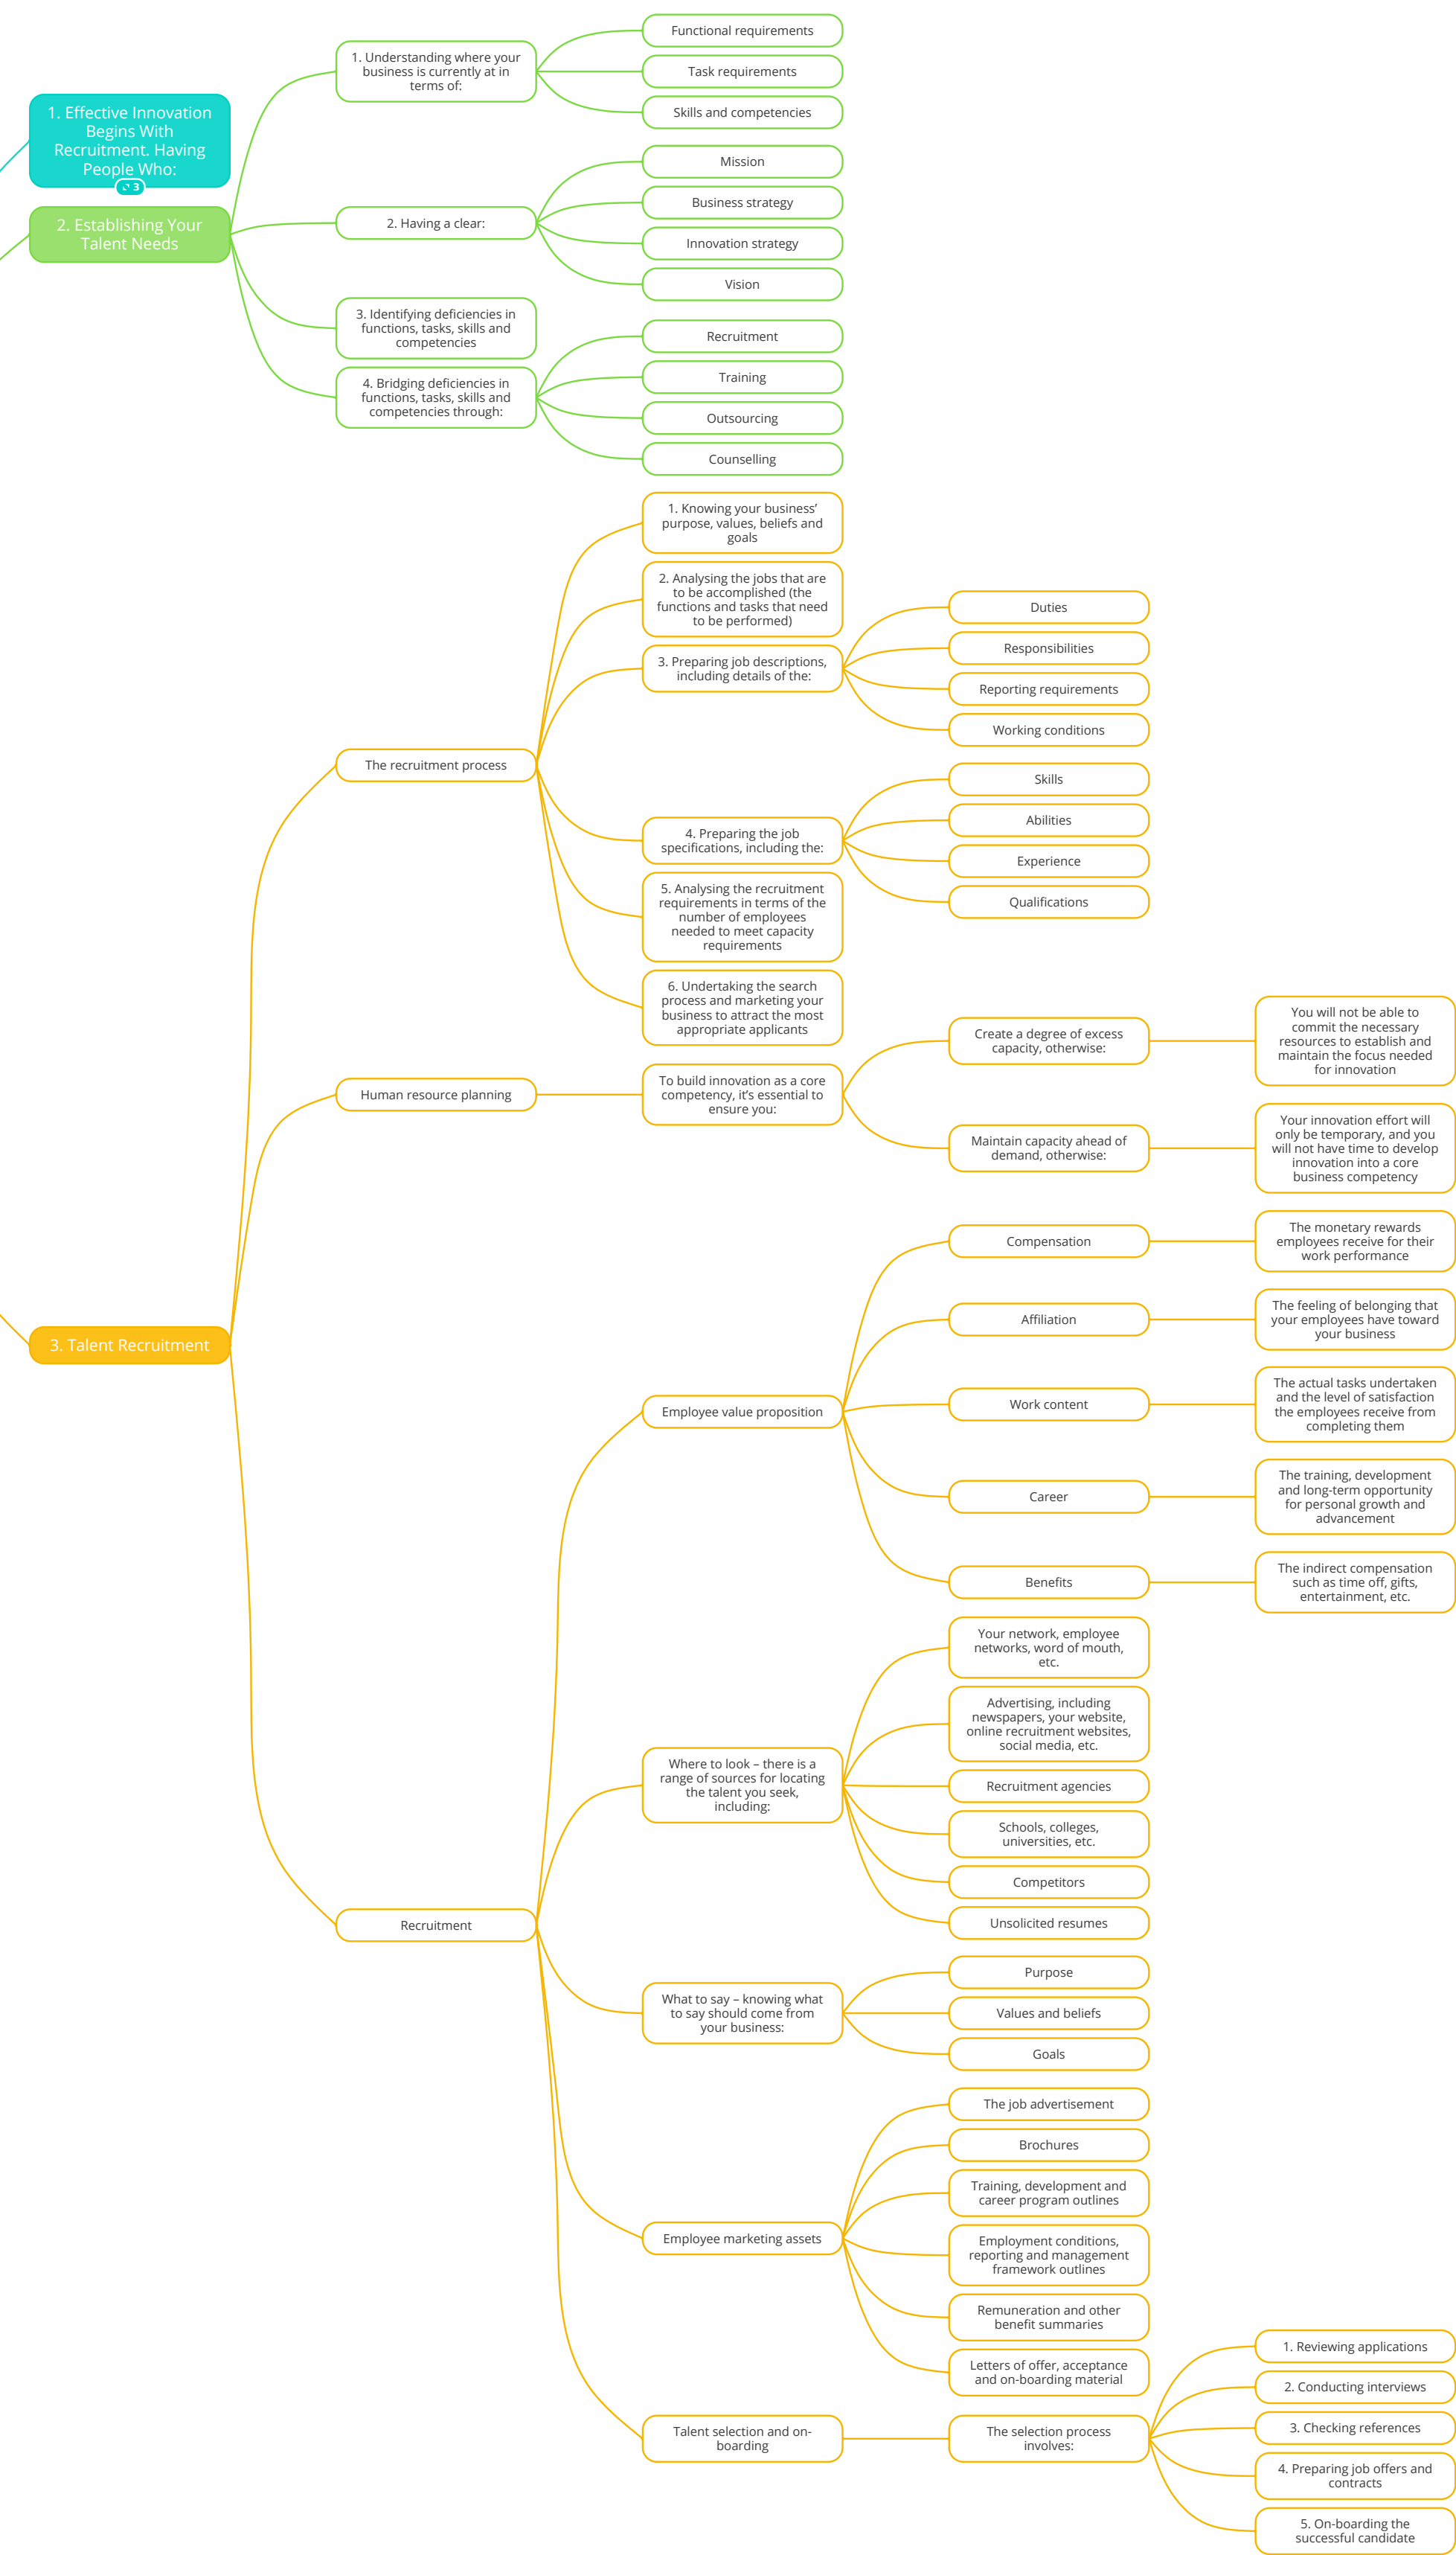 1. Effective Innovation
Begins With
Recruitment. Having
People Who:
3
2. Establishing Your
Talent Needs
1. Understanding where your
business is currently at in
terms of:
Functional requirements
Task requirements
Skills and competencies
2. Having a clear:
Mission
Business strategy
Innovation strategy
Vision
3. Identifying deficiencies in
functions, tasks, skills and
competencies
4. Bridging deficiencies in
functions, tasks, skills and
competencies through:
Recruitment
Training
Outsourcing
Counselling
3. Talent Recruitment
The recruitment process
1. Knowing your business’
purpose, values, beliefs and
goals
2. Analysing the jobs that are
to be accomplished (the
functions and tasks that need
to be performed)
3. Preparing job descriptions,
including details of the:
Duties
Responsibilities
Reporting requirements
Working conditions
4. Preparing the job
specifications, including the:
Skills
Abilities
Experience
Qualifications
5. Analysing the recruitment
requirements in terms of the
number of employees
needed to meet capacity
requirements
6. Undertaking the search
process and marketing your
business to attract the most
appropriate applicants
Human resource planning
To build innovation as a core
competency, it’s essential to
ensure you:
Create a degree of excess
capacity, otherwise:
You will not be able to
commit the necessary
resources to establish and
maintain the focus needed
for innovation
Maintain capacity ahead of
demand, otherwise:
Your innovation effort will
only be temporary, and you
will not have time to develop
innovation into a core
business competency
Recruitment
Employee value proposition
Compensation
The monetary rewards
employees receive for their
work performance
Affiliation
The feeling of belonging that
your employees have toward
your business
Work content
The actual tasks undertaken
and the level of satisfaction
the employees receive from
completing them
Career
The training, development
and long-term opportunity
for personal growth and
advancement
Benefits
The indirect compensation
such as time off, gifts,
entertainment, etc.
Where to look – there is a
range of sources for locating
the talent you seek,
including:
Your network, employee
networks, word of mouth,
etc.
Advertising, including
newspapers, your website,
online recruitment websites,
social media, etc.
Recruitment agencies
Schools, colleges,
universities, etc.
Competitors
Unsolicited resumes
What to say – knowing what
to say should come from
your business:
Purpose
Values and beliefs
Goals
Employee marketing assets
The job advertisement
Brochures
Training, development and
career program outlines
Employment conditions,
reporting and management
framework outlines
Remuneration and other
benefit summaries
Letters of offer, acceptance
and on-boarding material
Talent selection and on-
boarding
The selection process
involves:
1. Reviewing applications
2. Conducting interviews
3. Checking references
4. Preparing job offers and
contracts
5. On-boarding the
successful candidate